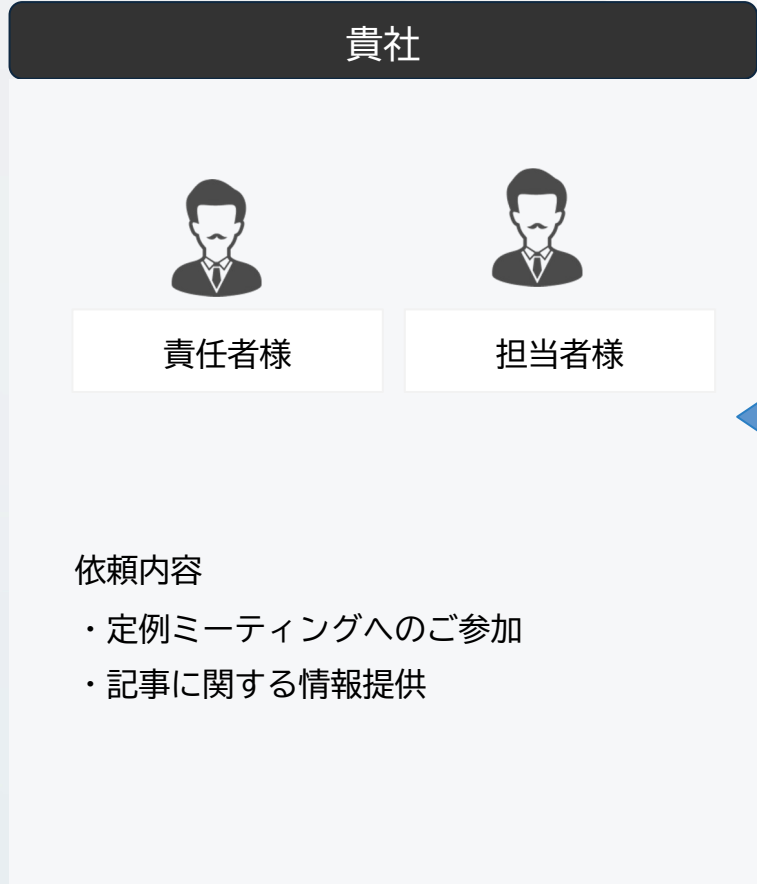 貴社
責任者様
担当者様
依頼内容
・定例ミーティングへのご参加
・記事に関する情報提供